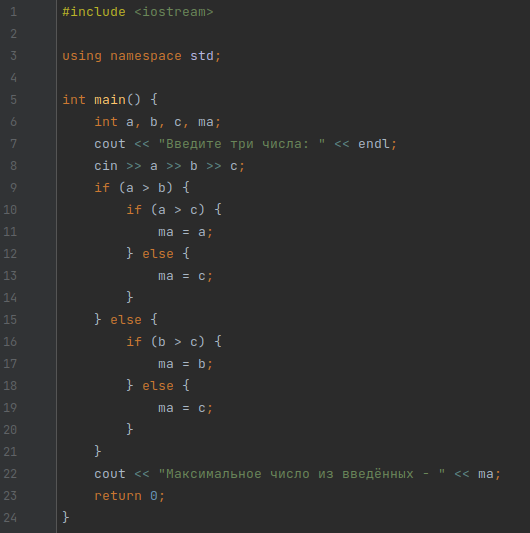 1 #include <iostream>
2
3 using namespace std;
4
5 int main() {
6     int a, b, c, ma;
7     cout << "Введите три числа: " << endl;
8     cin >> a >> b >> c;
9     if (a > b) {
10         if (a > c) {
11             ma = a;
12         } else {
13             ma = c;
14         }
15     } else {
16         if (b > c) {
17             ma = b;
18         } else {
19             ma = c;
20         }
21     }
22     cout << "Максимальное число из введённых - " << ma;
23     return 0;
24 }